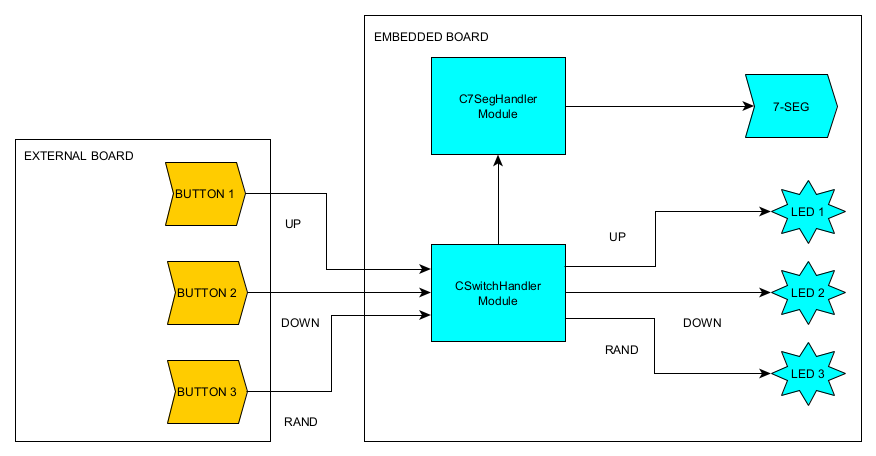 EMBEDDED BOARD
C7SegHandler
Module
7-SEG
EXTERNAL BOARD
BUTTON 1
UP
BUTTON 2
DOWN
BUTTON 3
RAND
CSwitchHandler
Module
UP
LED 1
LED 2
DOWN
RAND
LED 3